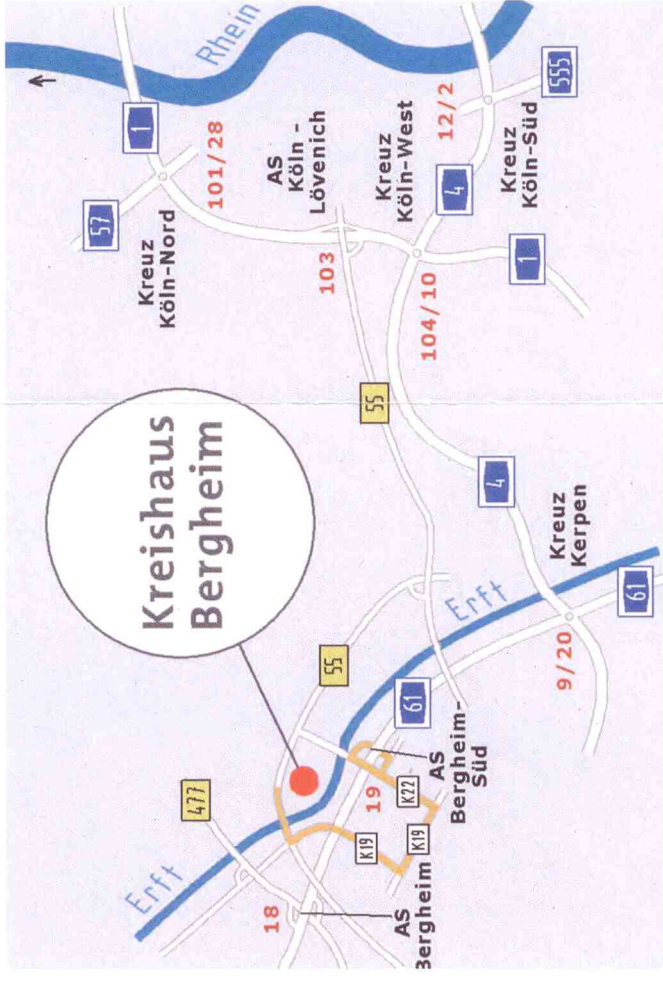 Rhein
1
57
101/28
Kreuz
Köln-Nord
AS
Köln -
Lövenich
103
Kreuz
Köln-West
12/2
555
4
Kreuz
Köln-Süd
1
104/10
55
Kreishaus
Bergheim
4
Kreuz
Kerpen
61
9/20
Erft
55
61
AS
Bergheim-
Süd
19
K22
K19
K19
477
Erft
18
AS
Bergheim